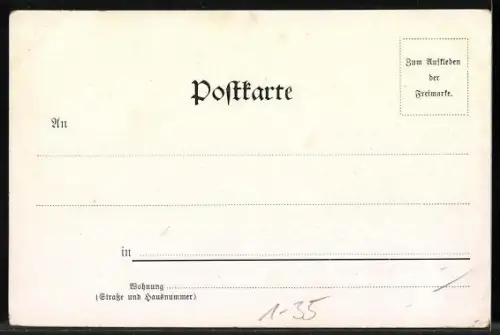 Postkarte
Zum Aufkleben
der
Freimarke.
An
in
Wohnung
(Straße und Hausnummer)
1-35